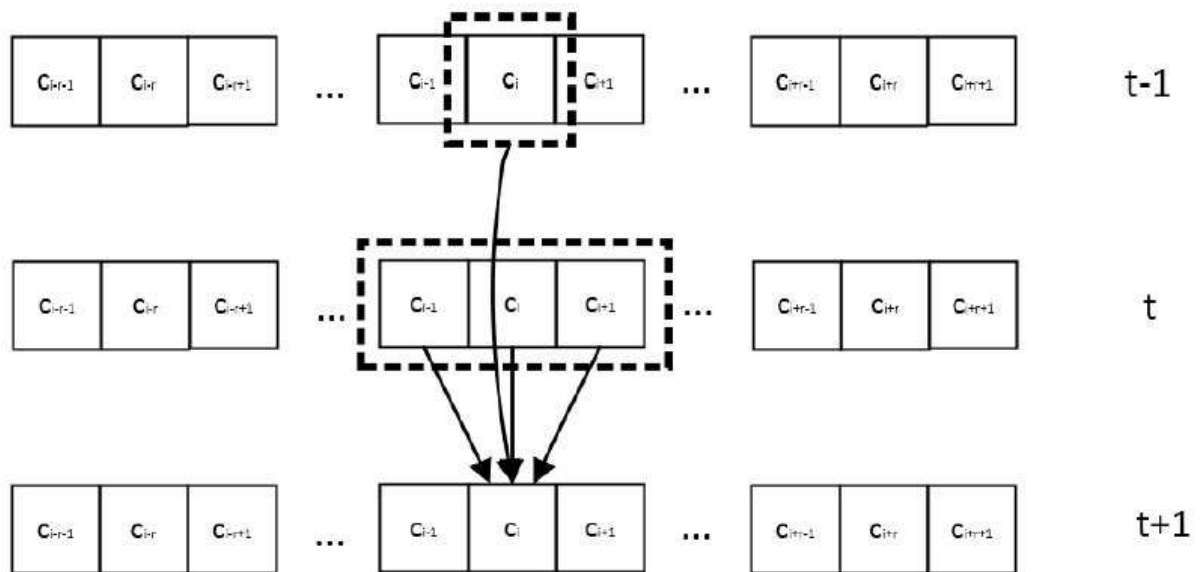 Ci-r-1 Ci-r Ci-r+1 ... Ci-1 Ci Ci+1 ... Ci+r-1 Ci+r Ci+r+1 t-1
Ci-r-1 Ci-r Ci-r+1 ... Ci-1 Ci Ci+1 ... Ci+r-1 Ci+r Ci+r+1 t
Ci-r-1 Ci-r Ci-r+1 ... Ci-1 Ci Ci+1 ... Ci+r-1 Ci+r Ci+r+1 t+1